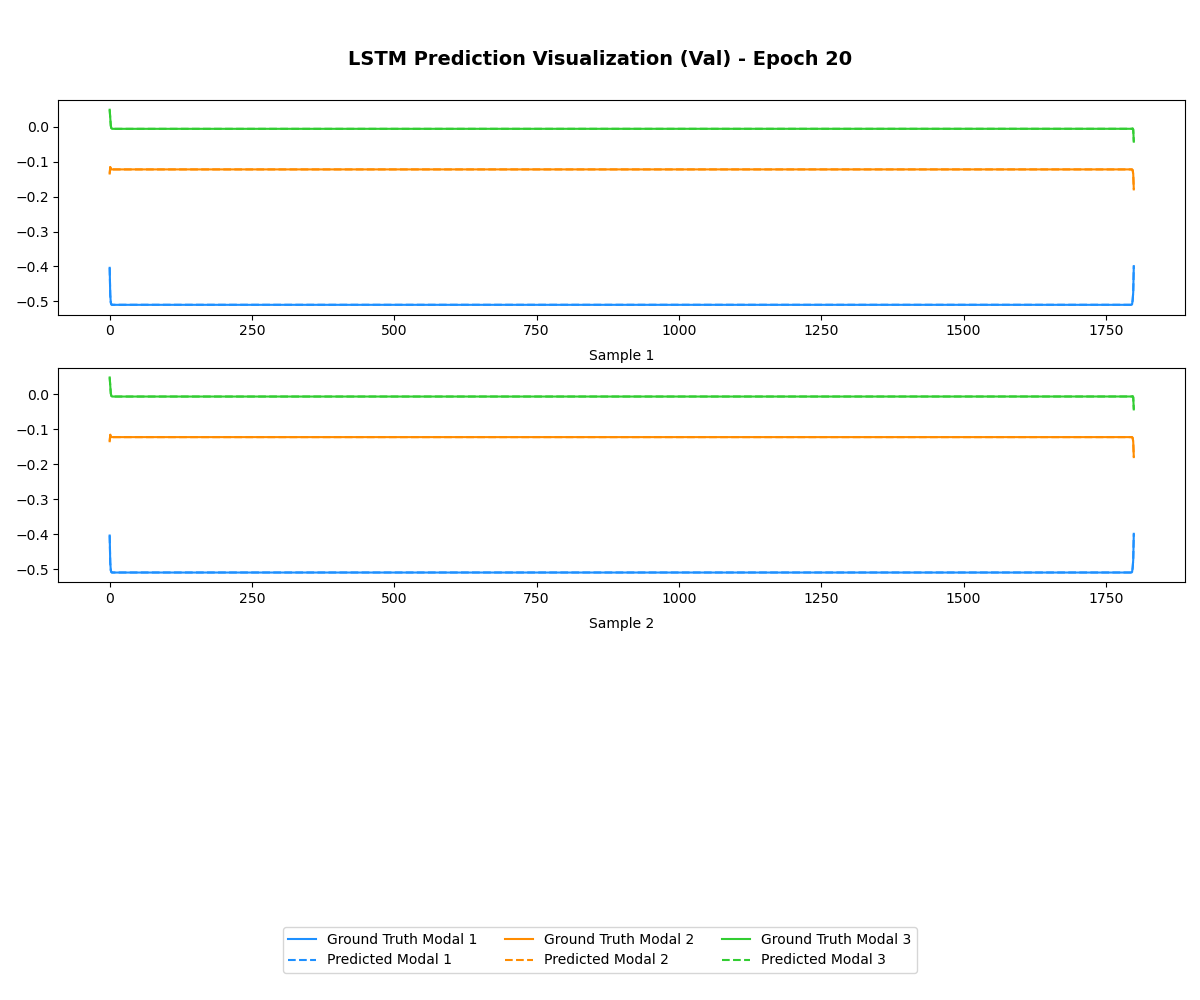 LSTM Prediction Visualization (Val) - Epoch 20
0.0
−0.1
−0.2
−0.3
−0.4
−0.5
0 250 500 750 1000 1250 1500 1750
Sample 1
0.0
−0.1
−0.2
−0.3
−0.4
−0.5
0 250 500 750 1000 1250 1500 1750
Sample 2
Ground Truth Modal 1 Ground Truth Modal 2 Ground Truth Modal 3
Predicted Modal 1 Predicted Modal 2 Predicted Modal 3